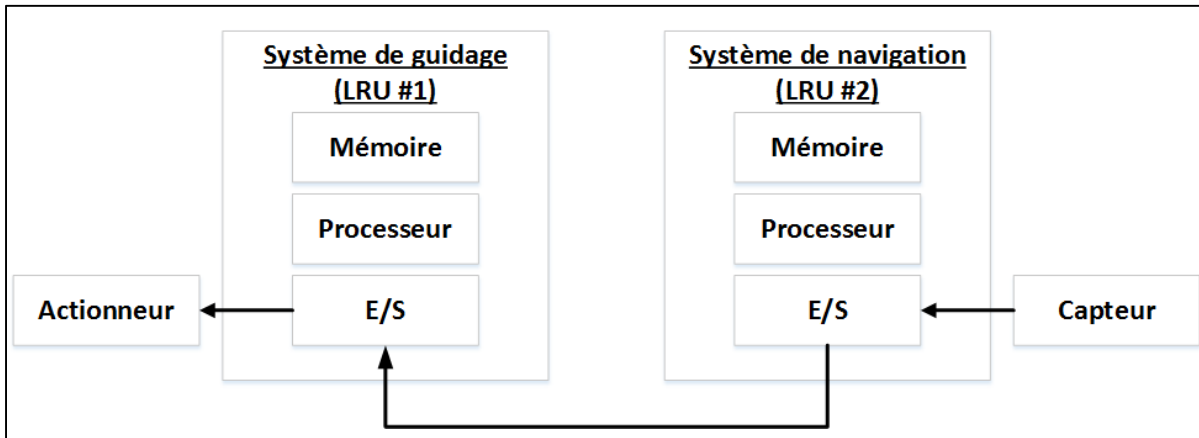 Système de guidage
(LRU #1)
Mémoire
Processeur
E/S
Actionneur
Système de navigation
(LRU #2)
Mémoire
Processeur
E/S
Capteur